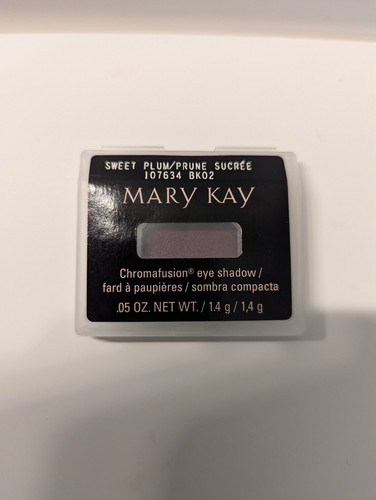 SWEET PLUM/PRUNE SUCRÉE
107634 BK02
MARY KAY
Chromafusion® eye shadow /
fard à paupières / sombra compacta
.05 OZ. NET WT. / 1.4 g / 1,4 g